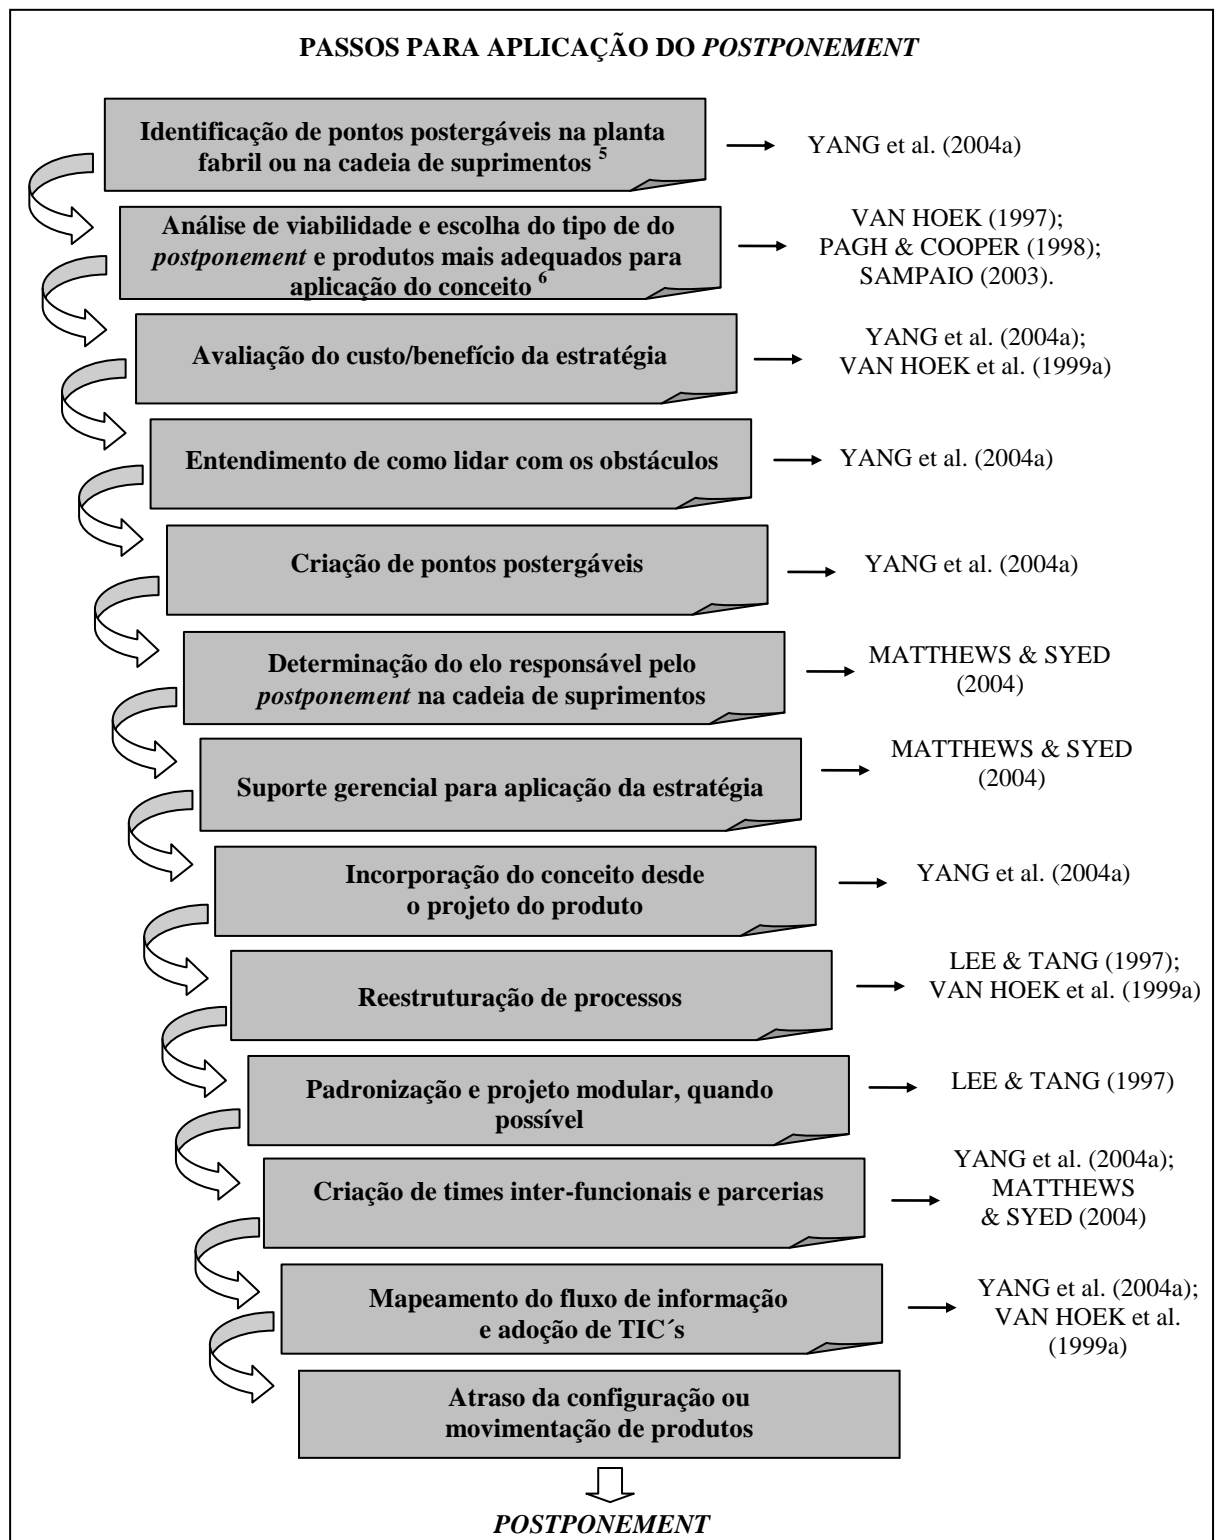 PASSOS PARA APLICAÇÃO DO POSTPONEMENT
Identificação de pontos postergáveis na planta
fabril ou na cadeia de suprimentos 5
YANG et al. (2004a)
Análise de viabilidade e escolha do tipo de do
postponement e produtos mais adequados para
aplicação do conceito 6
VAN HOEK (1997);
PAGH & COOPER (1998);
SAMPAIO (2003).
Avaliação do custo/benefício da estratégia
YANG et al. (2004a);
VAN HOEK et al. (1999a)
Entendimento de como lidar com os obstáculos
YANG et al. (2004a)
Criação de pontos postergáveis
YANG et al. (2004a)
Determinação do elo responsável pelo
postponement na cadeia de suprimentos
MATTHEWS & SYED
(2004)
Suporte gerencial para aplicação da estratégia
MATTHEWS & SYED
(2004)
Incorporação do conceito desde
o projeto do produto
YANG et al. (2004a)
Reestruturação de processos
LEE & TANG (1997);
VAN HOEK et al. (1999a)
Padronização e projeto modular, quando
possível
LEE & TANG (1997)
Criação de times inter-funcionais e parcerias
YANG et al. (2004a);
MATTHEWS
& SYED (2004)
Mapeamento do fluxo de informação
e adoção de TIC´s
YANG et al. (2004a);
VAN HOEK et al.
(1999a)
Atraso da configuração ou
movimentação de produtos
POSTPONEMENT